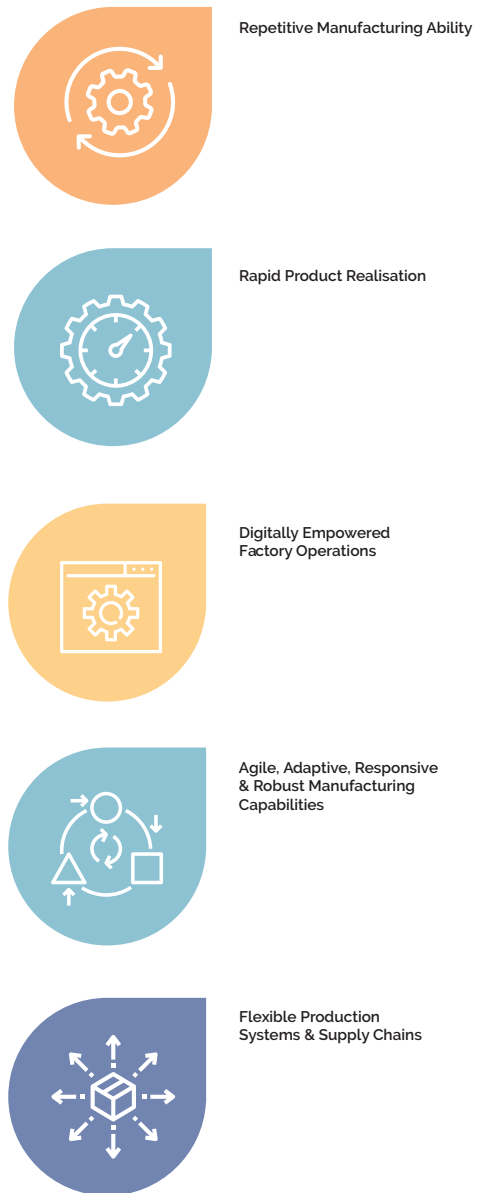 Repetitive Manufacturing Ability
Rapid Product Realisation
Digitally Empowered
Factory Operations
Agile, Adaptive, Responsive
& Robust Manufacturing
Capabilities
Flexible Production
Systems & Supply Chains